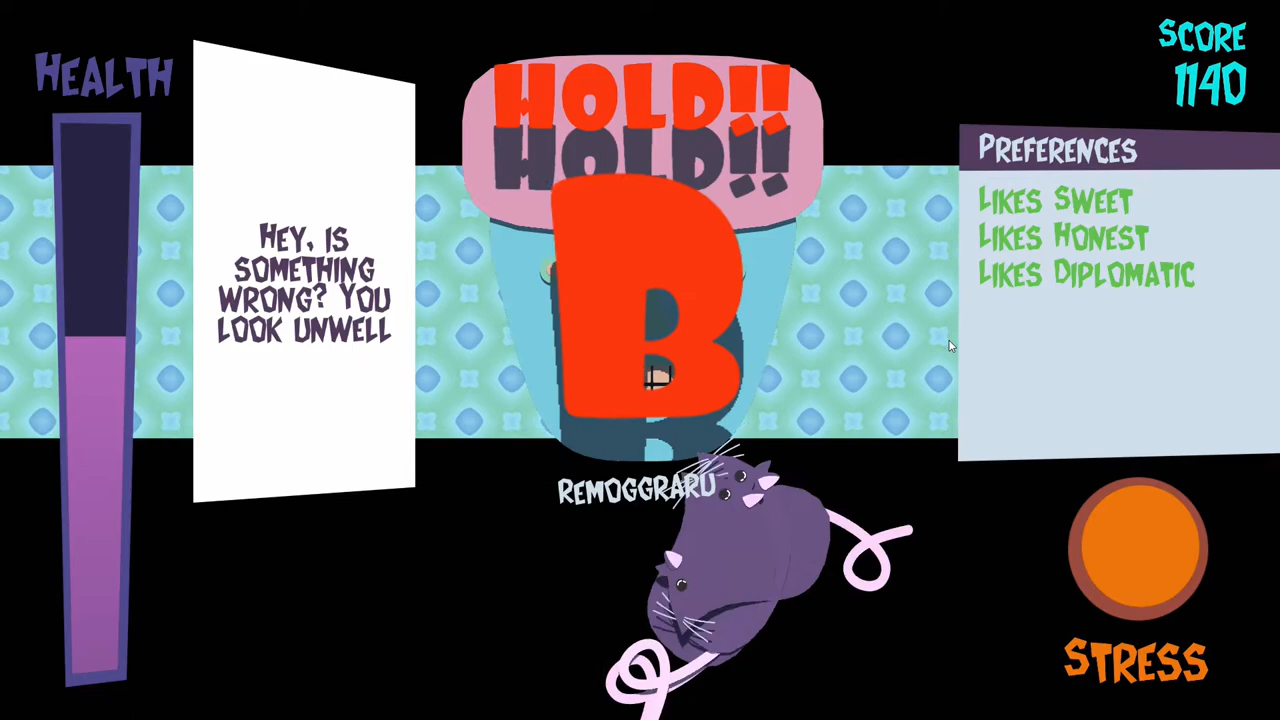 HEALTH
HEY, IS
SOMETHING
WRONG? YOU
LOOK UNWELL
HOLD!!
HOLD!!
B
REMOGGRARU
SCORE
1140
PREFERENCES
LIKES SWEET
LIKES HONEST
LIKES DIPLOMATIC
STRESS